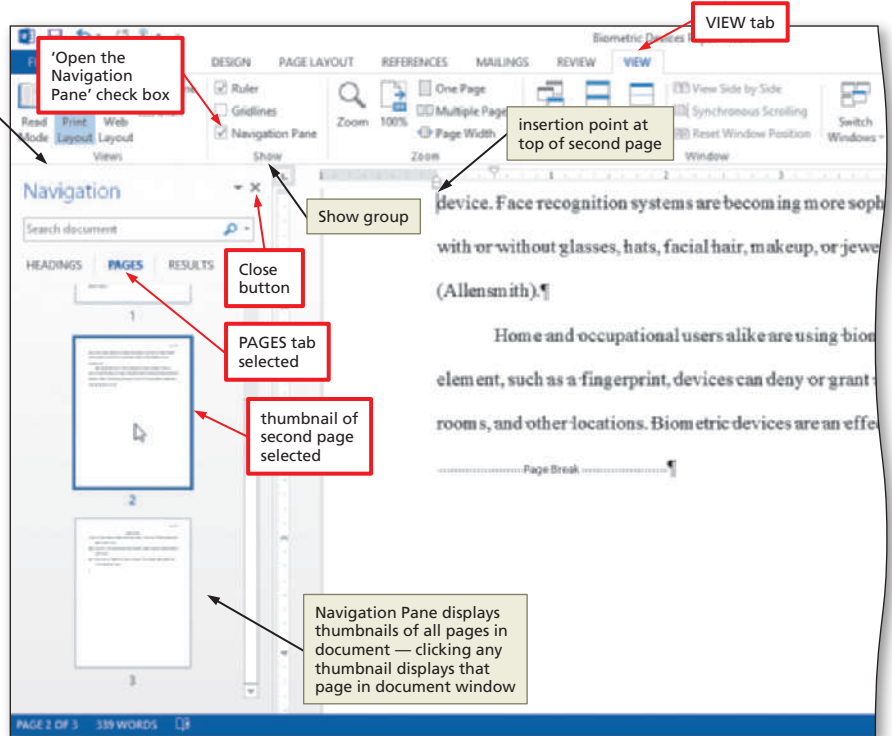 VIEW tab
Biometric Devices
'Open the
Navigation
Pane' check box
DESIGN PAGE LAYOUT REFERENCES MAILINGS REVIEW VIEW
Ruler
Gridlines
Navigation Pane
Show
Read
Mode
Print
Layout
Web
Layout
Views
Zoom
100%
One Page
Multiple Page
Page Width
Zoom
View Side by Side
Synchronous Scrolling
Reset Window Position
Window
Switch
Windows
insertion point at
top of second page
Show group
Navigation
Search document
HEADINGS PAGES RESULTS
Close
button
PAGES tab
selected
thumbnail of
second page
selected
1
2
3
Navigation Pane displays
thumbnails of all pages in
document — clicking any
thumbnail displays that
page in document window
device. Face recognition systems are becoming more soph
with or without glasses, hats, facial hair, makeup, or jewe
(Allensmith).¶
Home and occupational users alike are using biom
element, such as a fingerprint, devices can deny or grant
rooms, and other locations. Biometric devices are an effe
Page Break ¶
PAGE 2 OF 3 339 WORDS